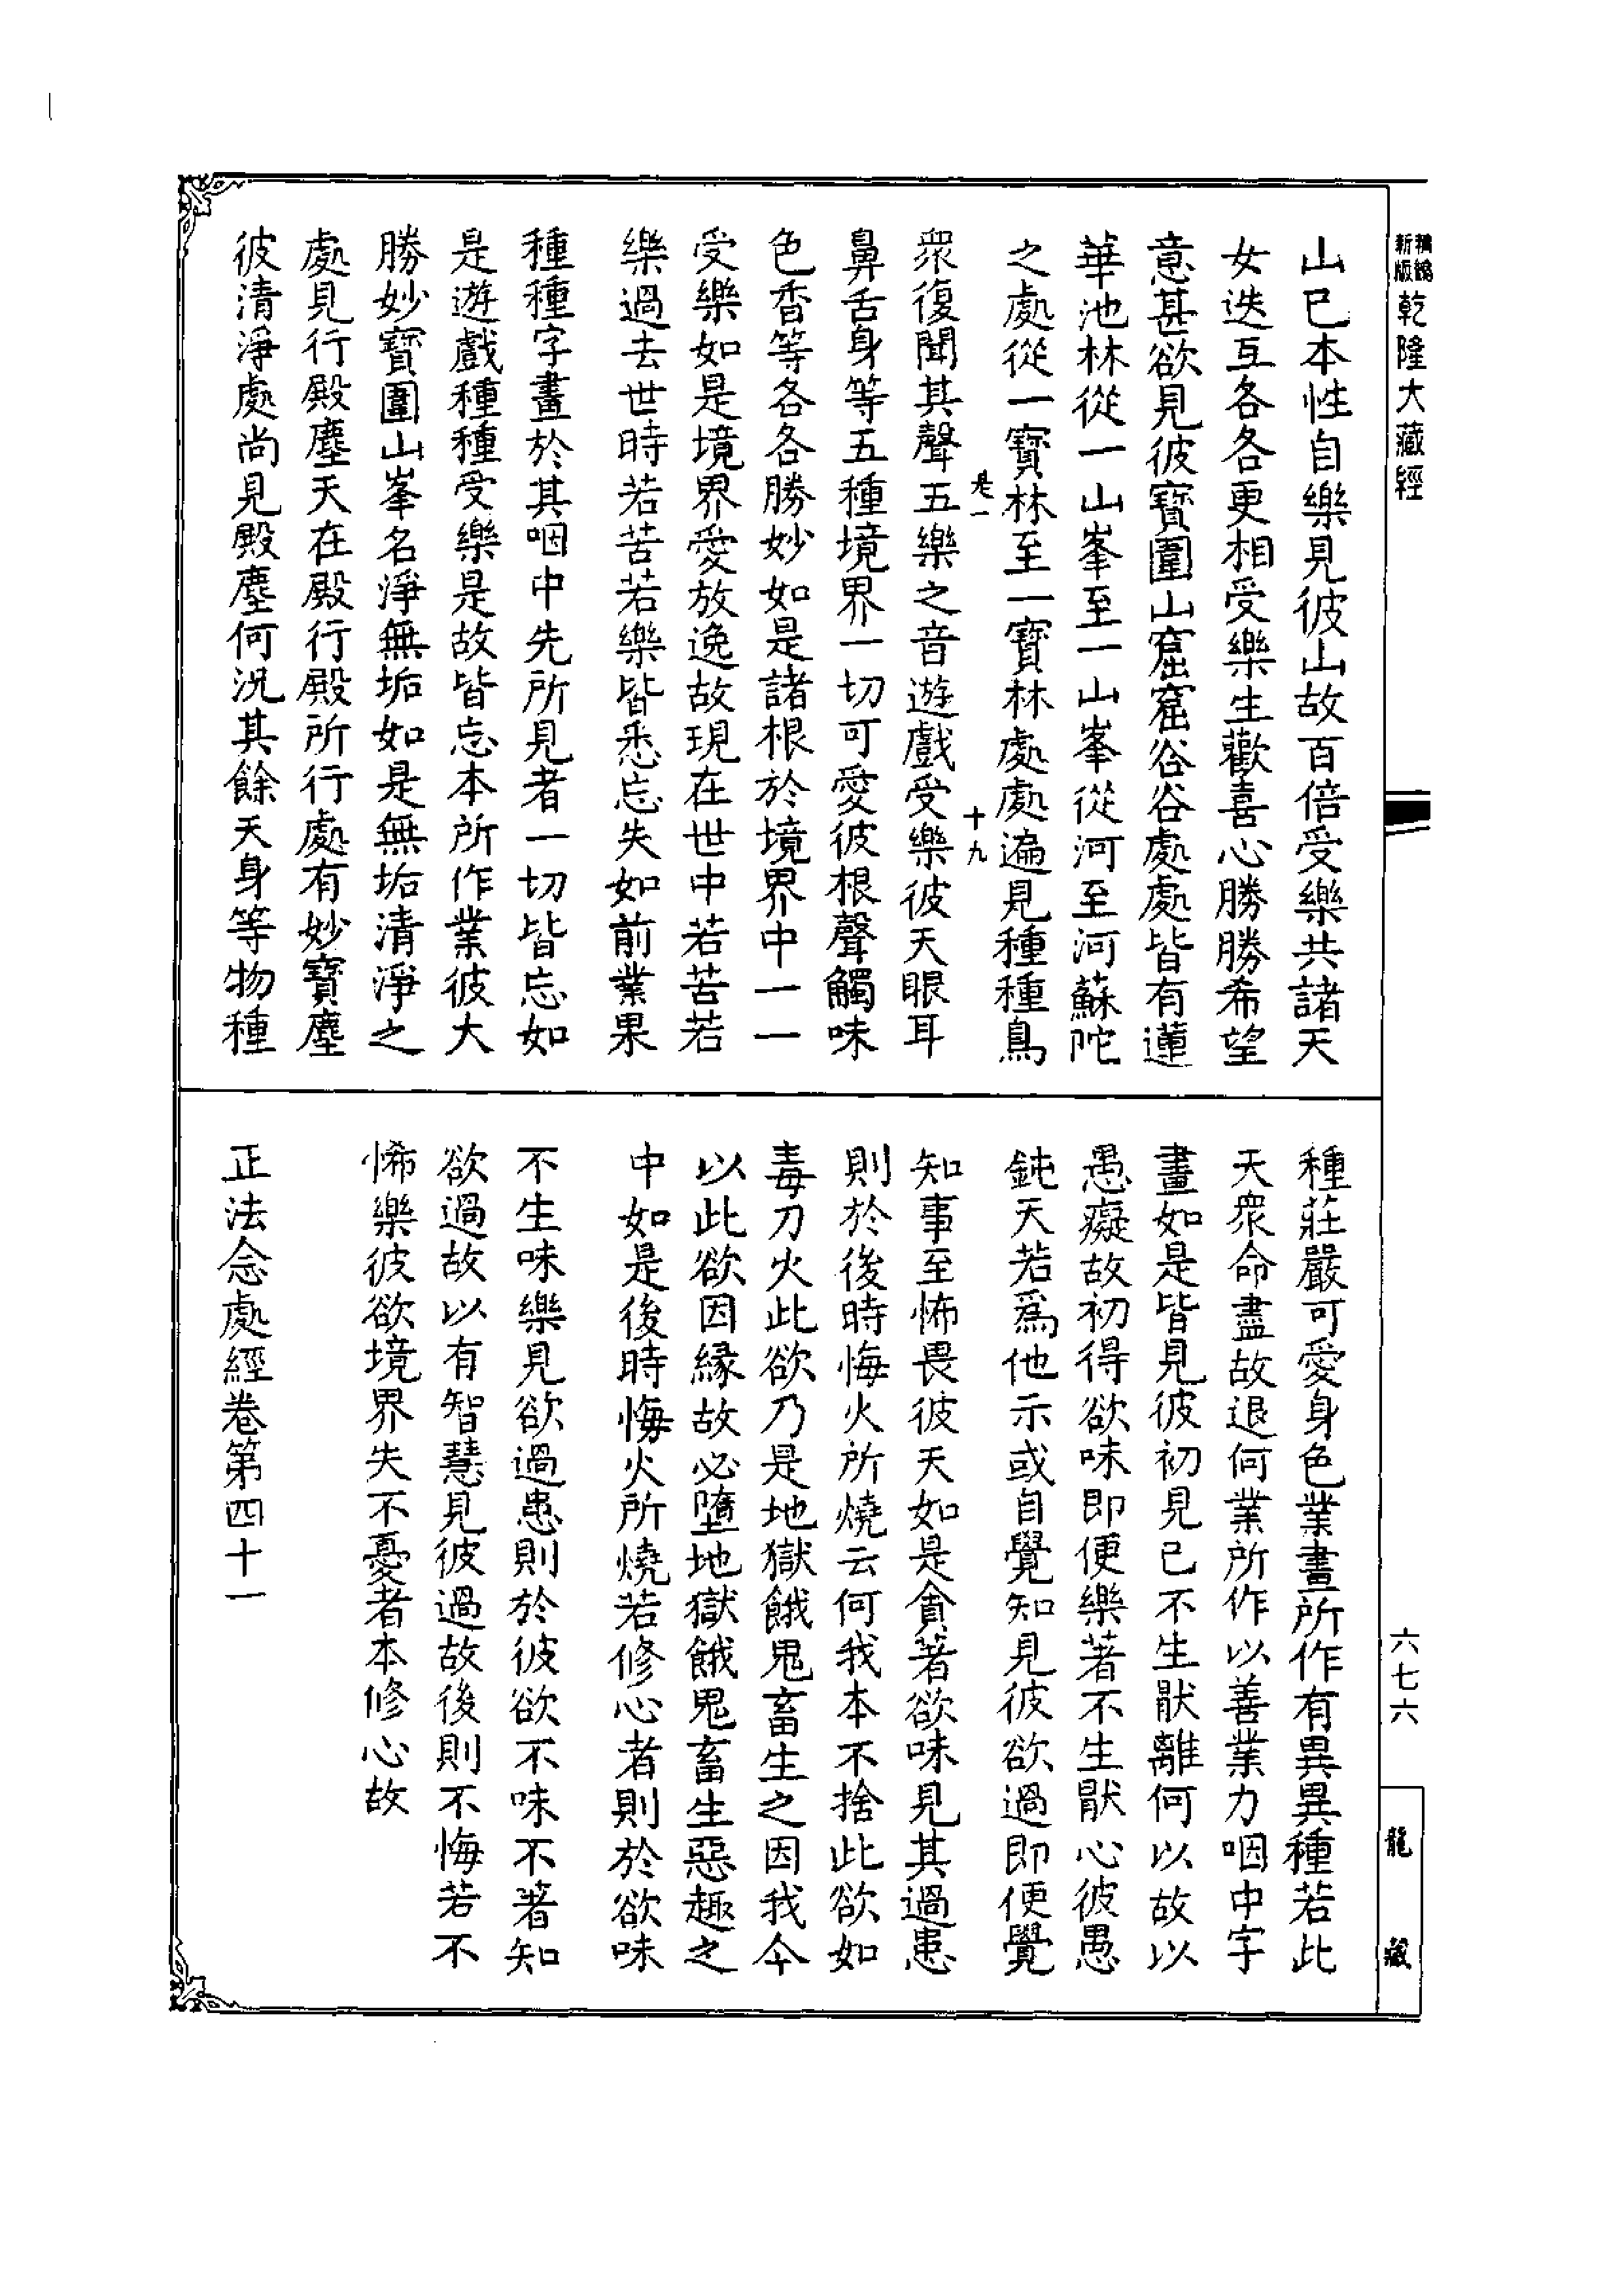 新版 乾隆大藏經
山已本性自樂見彼山故百倍受樂共諸天
女迭互各各更相受樂生歡喜心勝勝希望
意甚欲見彼寶圍山窟窟谷谷處處皆有蓮
華池林從一山峯至一山峯從河至河蘇陀
之處從一寶林至一寶林處處遍見種種鳥
是一
十九
眾復聞其聲五樂之音遊戲受樂彼天眼耳
鼻舌身等五種境界一切可愛彼根聲觸味
色香等各各勝妙如是諸根於境界中一一
受樂如是境界愛放逸故現在世中若苦若
樂過去世時若苦若樂皆悉忘失如前業果
種種字畫於其咽中先所見者一切皆忘如
是遊戲種種受樂是故皆忘本所作業彼大
勝妙寶圍山峯名淨無垢如是無垢清淨之
處見行殿塵天在殿行殿所行處有妙寶塵
彼清淨處尚見殿塵何況其餘天身等物種
種莊嚴可愛身色業畫所作有異異種若此
天眾命盡故退何業所作以善業力咽中字
畫如是皆見彼初見已不生猒離何以故以
愚癡故初得欲味即便樂著不生猒心彼愚
鈍天若爲他示或自覺知見彼欲過即便覺
知事至怖畏彼天如是貪著欲味見其過患
則於後時悔火所燒云何我本不捨此欲如
毒刀火此欲乃是地獄餓鬼畜生之因我今
以此欲因緣故必墮地獄餓鬼畜生惡趣之
中如是後時悔火所燒若修心者則於欲味
不生味樂見欲過患則於彼欲不味不著知
欲過故以有智慧見彼過故後則不悔若不
悕樂彼欲境界失不憂者本修心故
正法念處經卷第四十一
六七六
龍藏